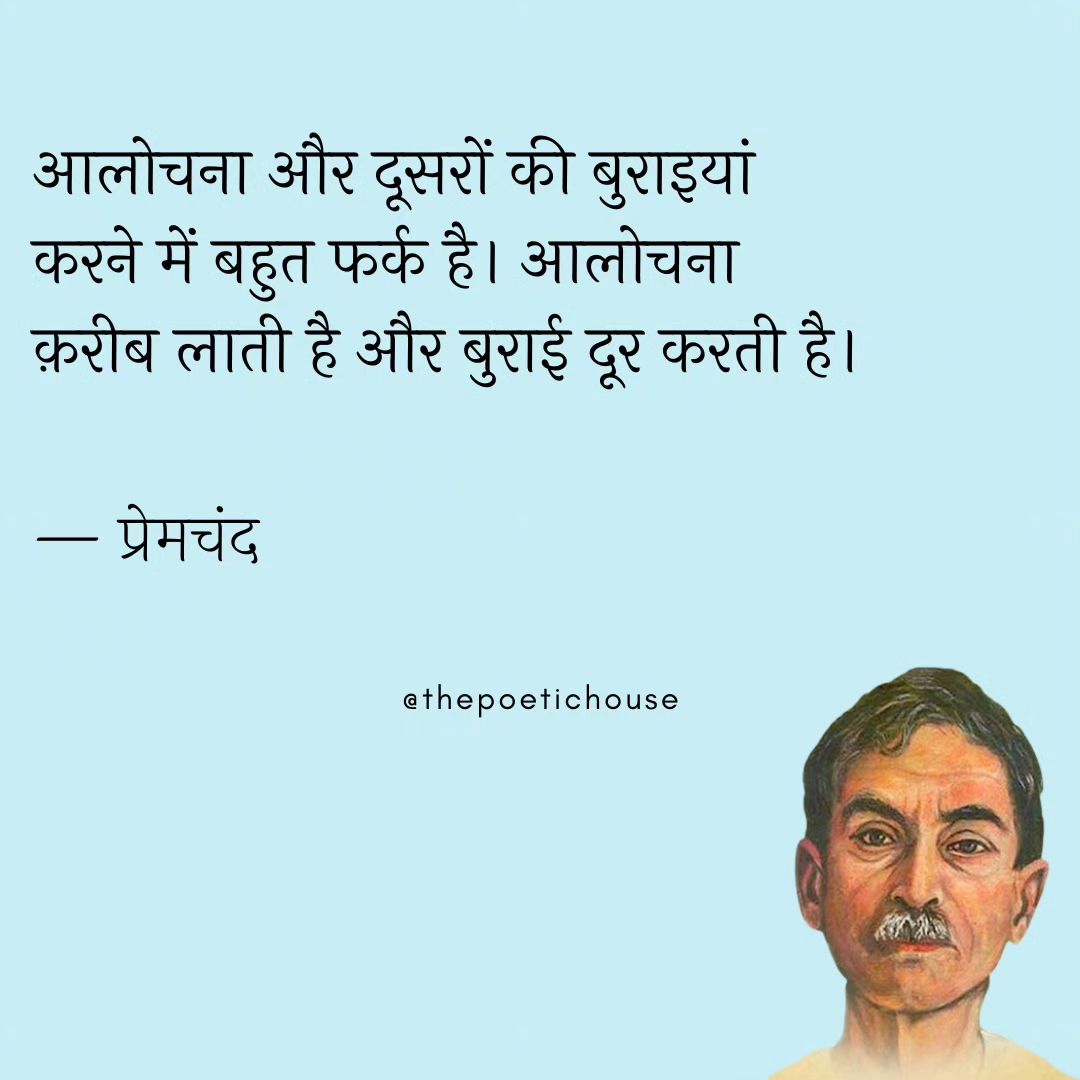 आलोचना और दूसरों की बुराइयां
करने में बहुत फर्क है। आलोचना
क़रीब लाती है और बुराई दूर करती है।
— प्रेमचंद
@thepoetichouse